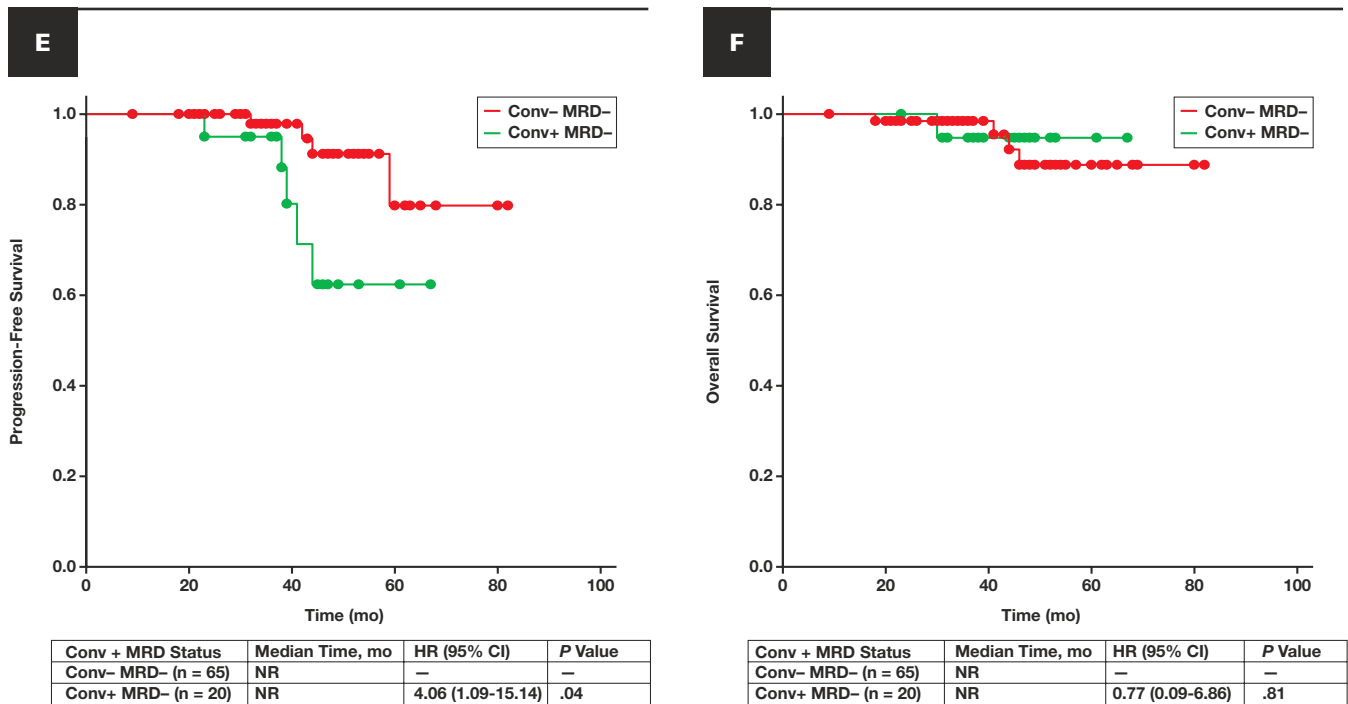 E
1.0
0.8
0.6
0.4
0.2
0.0
0
20
40
60
80
100
Progression-Free Survival
Time (mo)
Conv– MRD–
Conv+ MRD–
Conv + MRD Status Median Time, mo HR (95% CI) P Value
Conv– MRD– (n = 65) NR — —
Conv+ MRD– (n = 20) NR 4.06 (1.09-15.14) .04
F
1.0
0.8
0.6
0.4
0.2
0.0
0
20
40
60
80
100
Overall Survival
Time (mo)
Conv– MRD–
Conv+ MRD–
Conv + MRD Status Median Time, mo HR (95% CI) P Value
Conv– MRD– (n = 65) NR — —
Conv+ MRD– (n = 20) NR 0.77 (0.09-6.86) .81